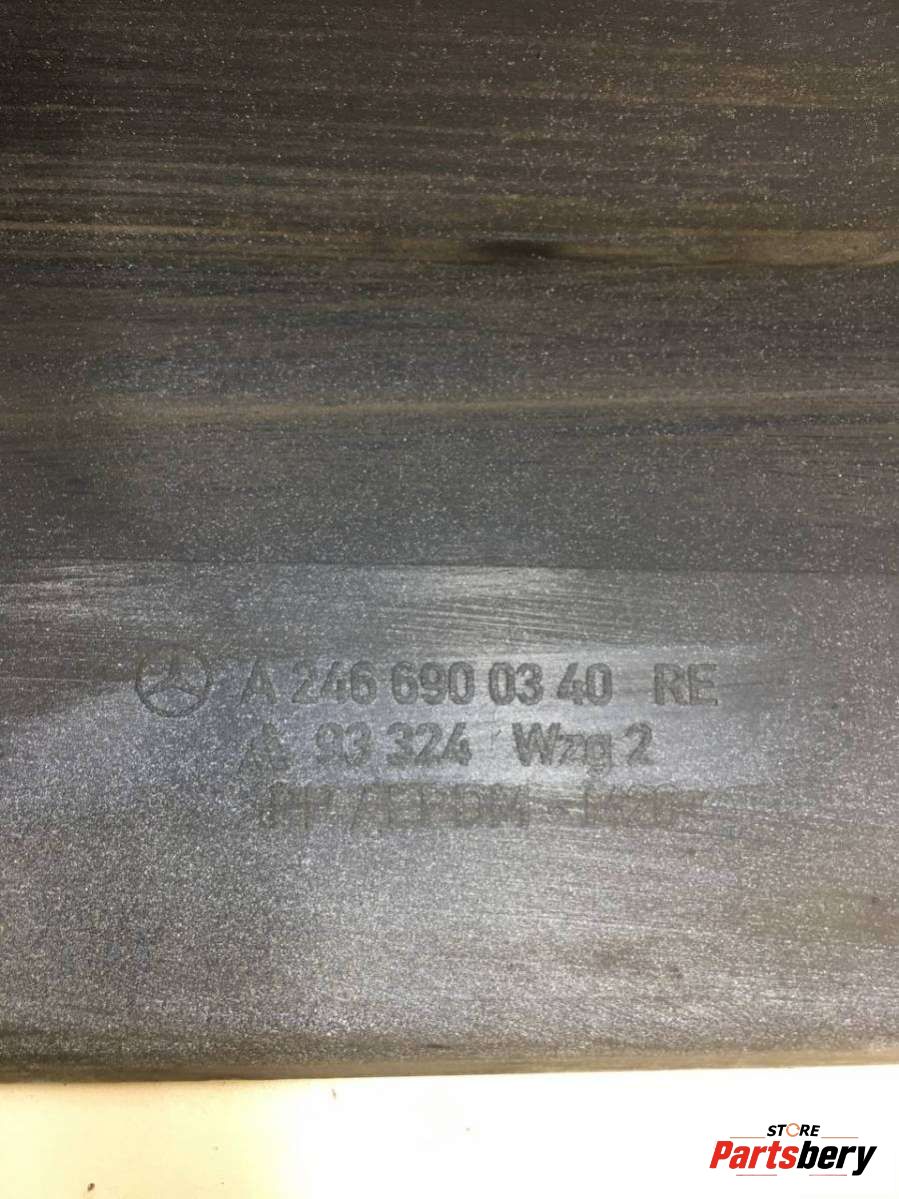 A 246 690 03 40 RE
93 324 Wzg 2
STORE
Partsbery